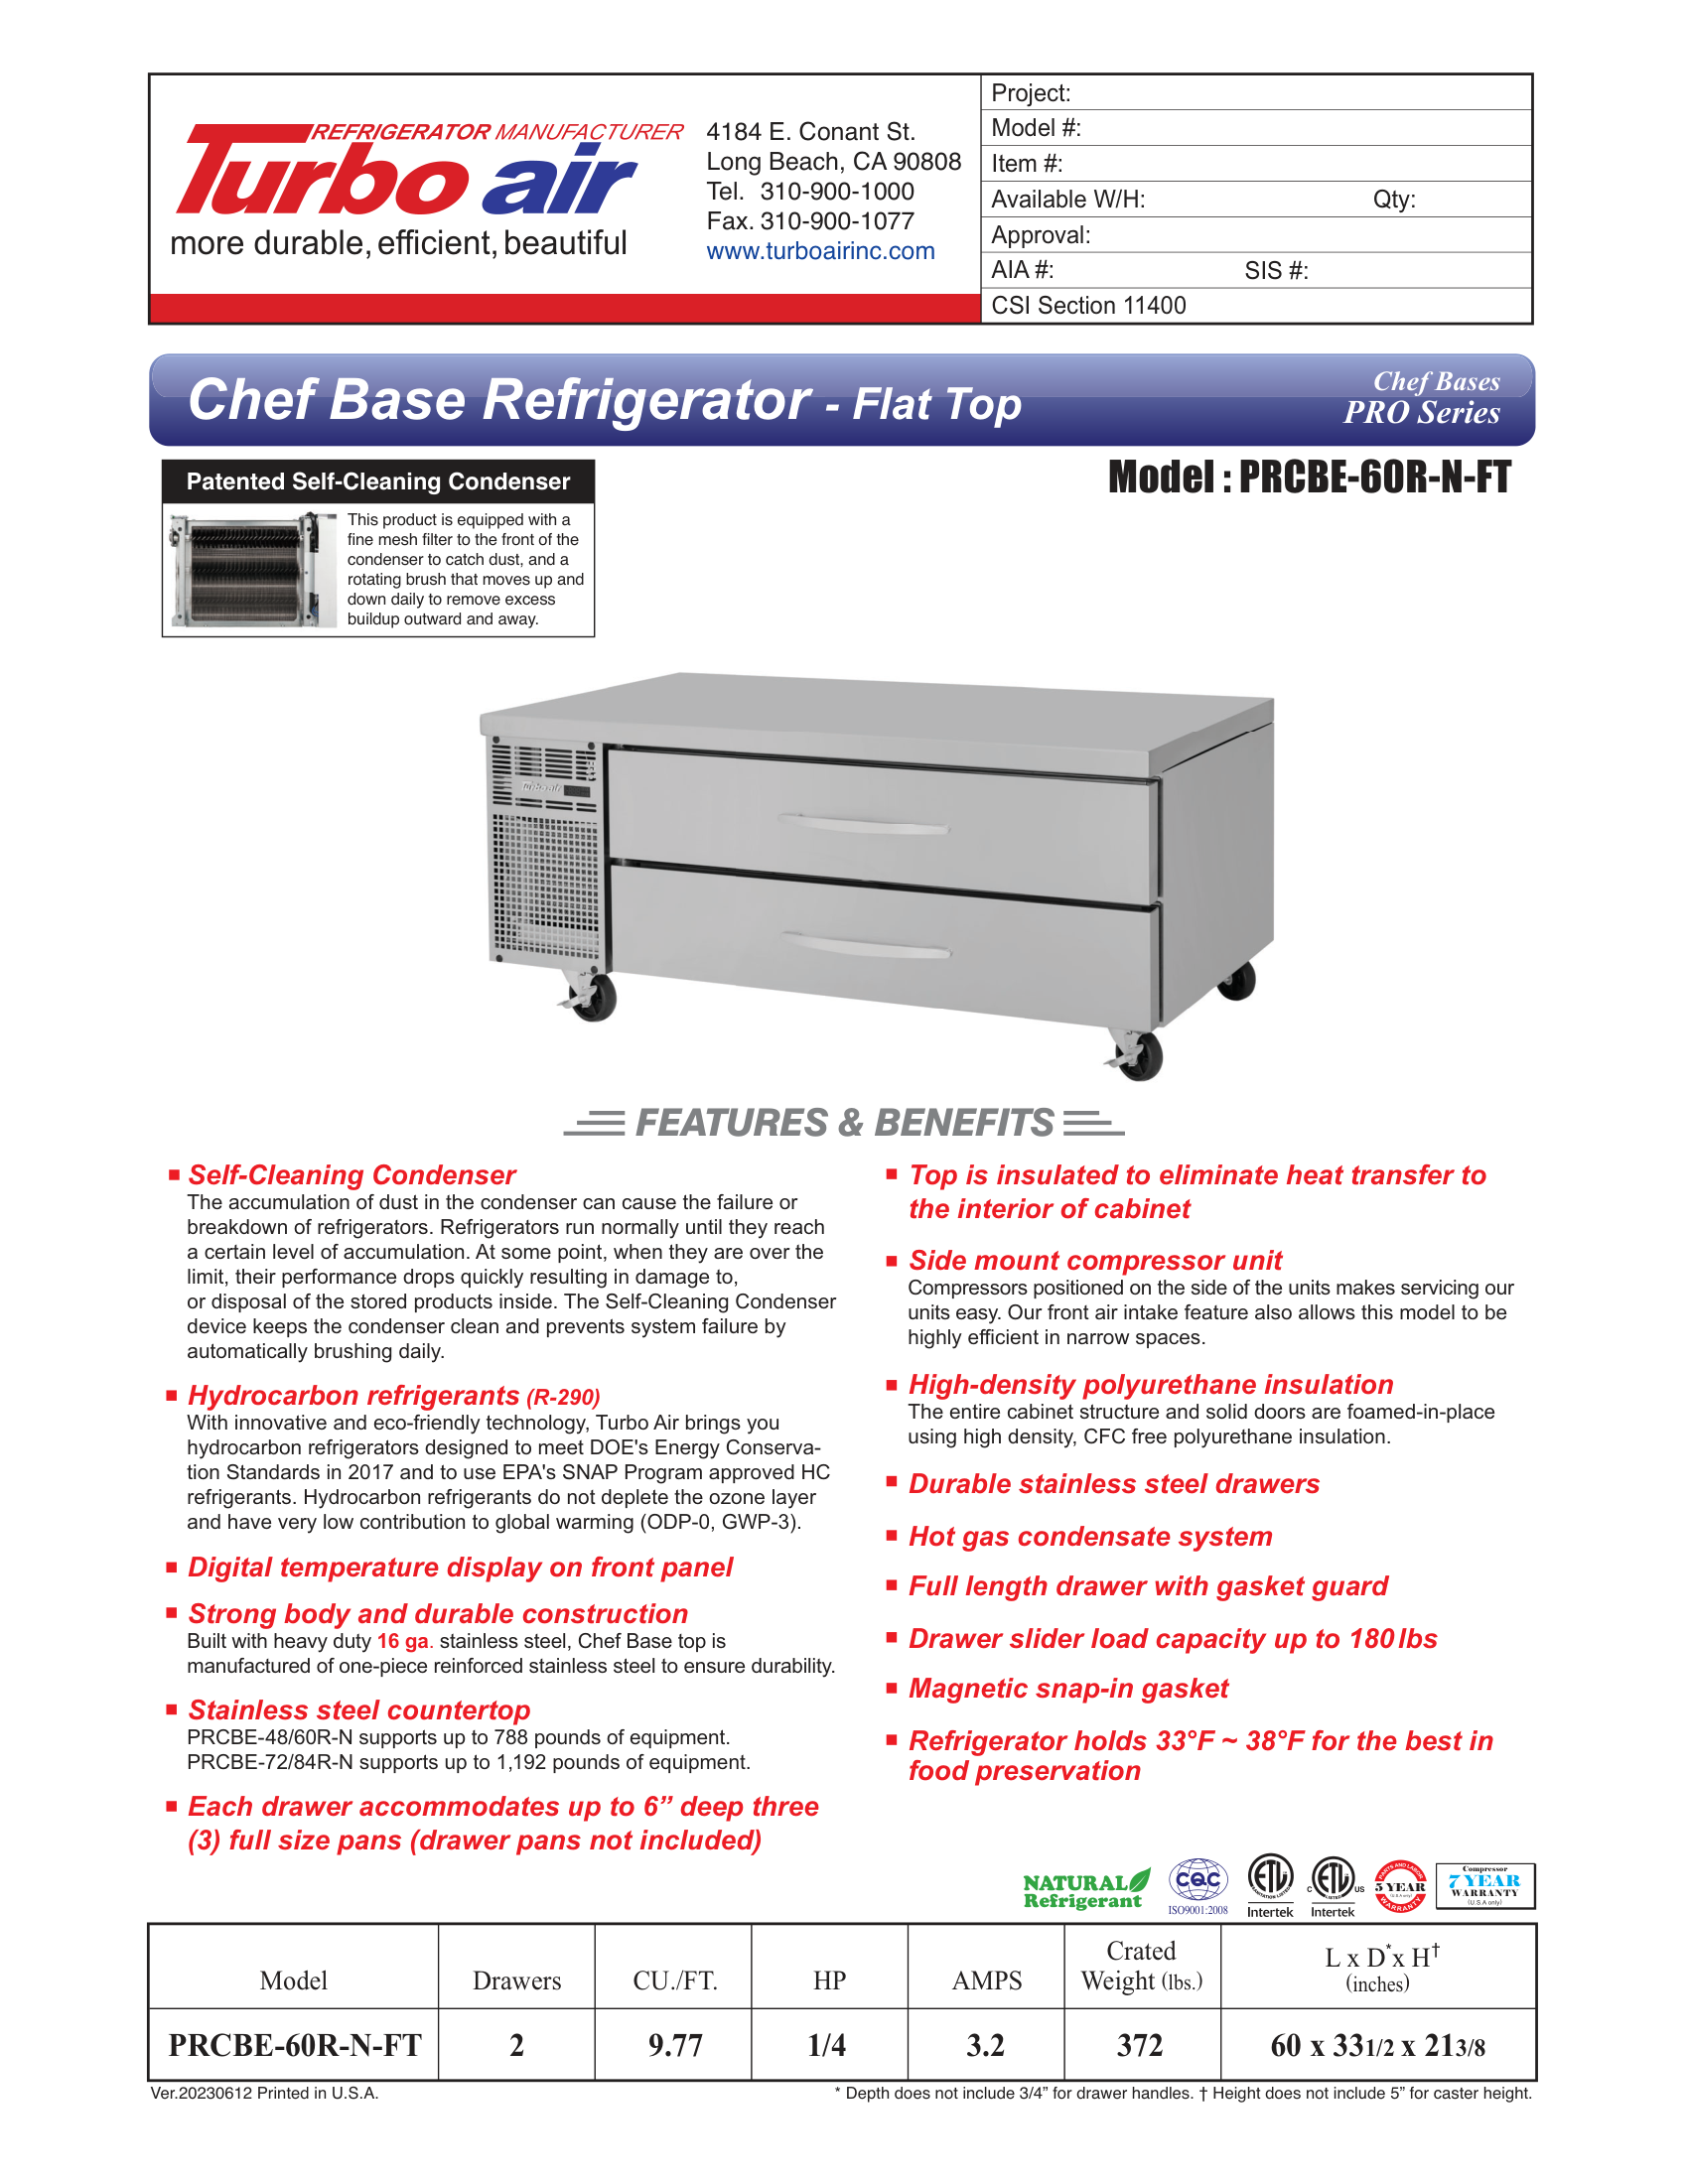 REFRIGERATOR MANUFACTURER
Turbo air
more durable, efficient, beautiful
4184 E. Conant St.
Long Beach, CA 90808
Tel. 310-900-1000
Fax. 310-900-1077
www.turboairinc.com
Project:
Model #:
Item #:
Available W/H: Qty:
Approval:
AIA #: SIS #:
CSI Section 11400
Chef Base Refrigerator - Flat Top
Chef Bases
PRO Series
Patented Self-Cleaning Condenser
This product is equipped with a
fine mesh filter to the front of the
condenser to catch dust, and a
rotating brush that moves up and
down daily to remove excess
buildup outward and away.
Model : PRCBE-60R-N-FT
Turbo air
FEATURES & BENEFITS
Self-Cleaning Condenser
The accumulation of dust in the condenser can cause the failure or
breakdown of refrigerators. Refrigerators run normally until they reach
a certain level of accumulation. At some point, when they are over the
limit, their performance drops quickly resulting in damage to,
or disposal of the stored products inside. The Self-Cleaning Condenser
device keeps the condenser clean and prevents system failure by
automatically brushing daily.
Hydrocarbon refrigerants (R-290)
With innovative and eco-friendly technology, Turbo Air brings you
hydrocarbon refrigerators designed to meet DOE's Energy Conserva-
tion Standards in 2017 and to use EPA's SNAP Program approved HC
refrigerants. Hydrocarbon refrigerants do not deplete the ozone layer
and have very low contribution to global warming (ODP-0, GWP-3).
Digital temperature display on front panel
Strong body and durable construction
Built with heavy duty 16 ga. stainless steel, Chef Base top is
manufactured of one-piece reinforced stainless steel to ensure durability.
Stainless steel countertop
PRCBE-48/60R-N supports up to 788 pounds of equipment.
PRCBE-72/84R-N supports up to 1,192 pounds of equipment.
Each drawer accommodates up to 6” deep three
(3) full size pans (drawer pans not included)
Top is insulated to eliminate heat transfer to
the interior of cabinet
Side mount compressor unit
Compressors positioned on the side of the units makes servicing our
units easy. Our front air intake feature also allows this model to be
highly efficient in narrow spaces.
High-density polyurethane insulation
The entire cabinet structure and solid doors are foamed-in-place
using high density, CFC free polyurethane insulation.
Durable stainless steel drawers
Hot gas condensate system
Full length drawer with gasket guard
Drawer slider load capacity up to 180 lbs
Magnetic snap-in gasket
Refrigerator holds 33°F ~ 38°F for the best in
food preservation
NATURAL
Refrigerant
CQC
ISO9001:2008
ETL
SANITATION LISTED
Intertek
C ETL US
LISTED
Intertek
PARTS AND LABOR
5 YEAR
(U.S.A only)
WARRANTY
Compressor
7 YEAR
WARRANTY
(U.S.A only)
Model Drawers CU./FT. HP AMPS Crated Weight (lbs.) L x D* x H† (inches)
PRCBE-60R-N-FT 2 9.77 1/4 3.2 372 60 x 33 1/2 x 21 3/8
Ver.20230612 Printed in U.S.A.
* Depth does not include 3/4” for drawer handles. † Height does not include 5” for caster height.